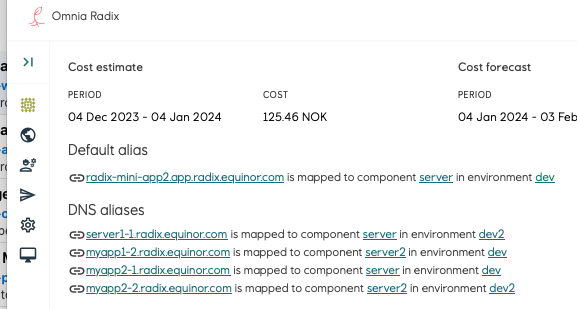 Omnia Radix
Cost estimate
Cost forecast
PERIOD
COST
PERIOD
04 Dec 2023 - 04 Jan 2024
125.46 NOK
04 Jan 2024 - 03 Feb
Default alias
radix-mini-app2.app.radix.equinor.com is mapped to component server in environment dev
DNS aliases
server1-1.radix.equinor.com is mapped to component server in environment dev2
myapp1-2.radix.equinor.com is mapped to component server2 in environment dev
myapp2-1.radix.equinor.com is mapped to component server in environment dev
myapp2-2.radix.equinor.com is mapped to component server2 in environment dev2